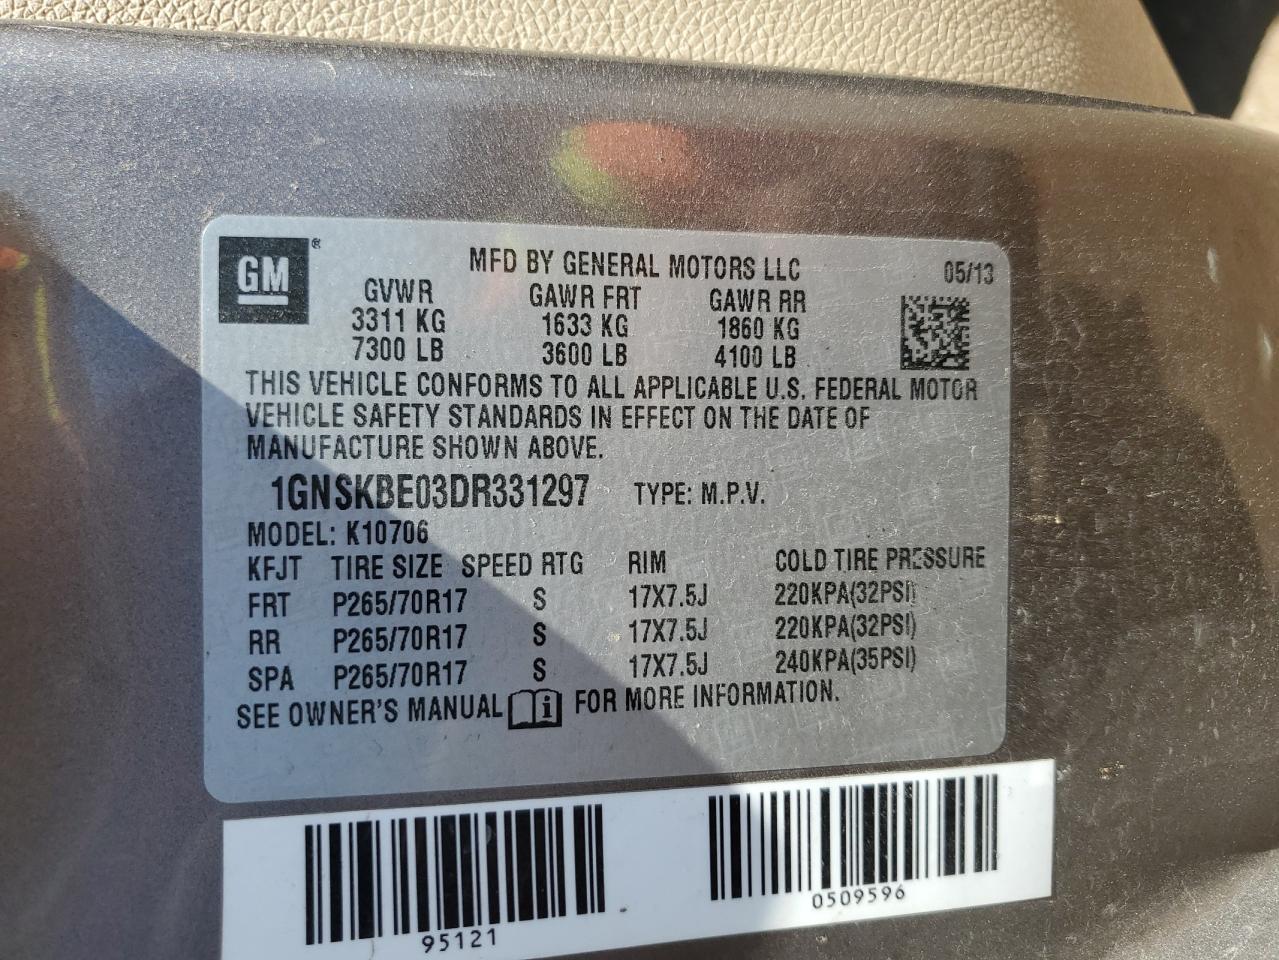 GM ®
MFD BY GENERAL MOTORS LLC 05/13
GVWR GAWR FRT GAWR RR
3311 KG 1633 KG 1860 KG
7300 LB 3600 LB 4100 LB
THIS VEHICLE CONFORMS TO ALL APPLICABLE U.S. FEDERAL MOTOR
VEHICLE SAFETY STANDARDS IN EFFECT ON THE DATE OF
MANUFACTURE SHOWN ABOVE.
1GNSKBE03DR331297 TYPE: M.P.V.
MODEL: K10706
KFJT TIRE SIZE SPEED RTG RIM COLD TIRE PRESSURE
FRT P265/70R17 S 17X7.5J 220KPA(32PSI)
RR P265/70R17 S 17X7.5J 220KPA(32PSI)
SPA P265/70R17 S 17X7.5J 240KPA(35PSI)
SEE OWNER'S MANUAL i FOR MORE INFORMATION.
95121 0509596